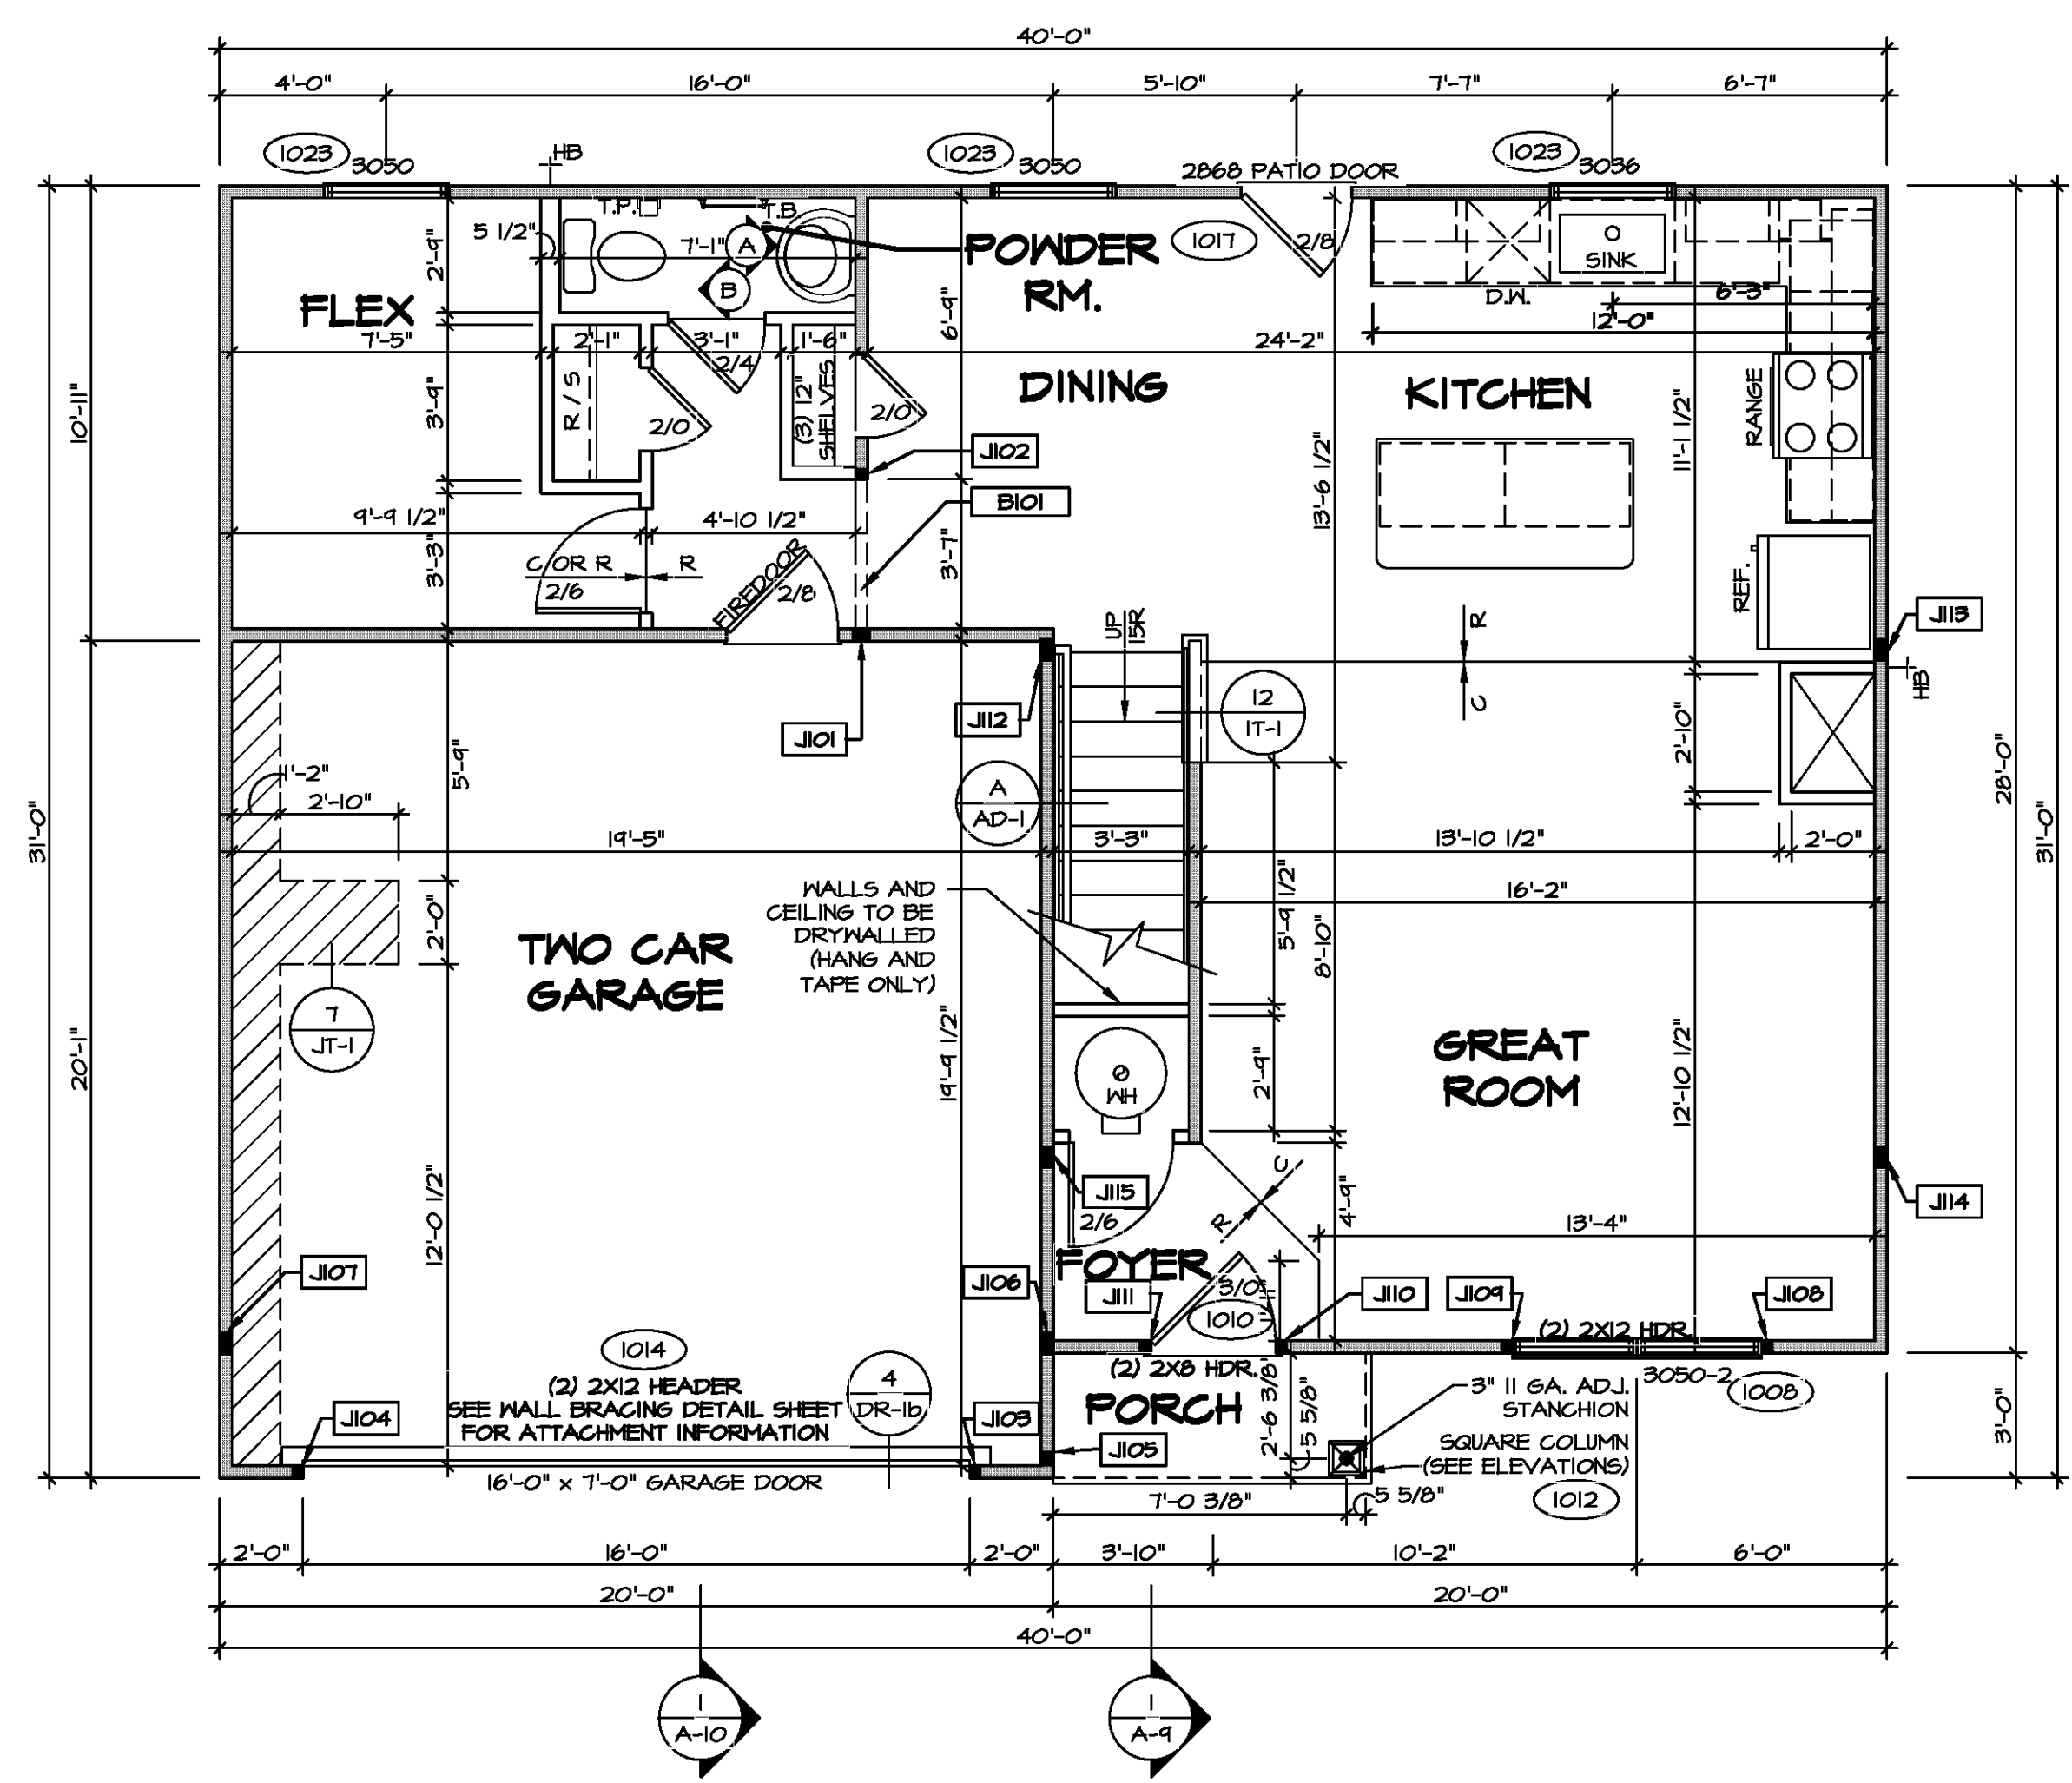 40'-0"
4'-0" 16'-0" 5'-10" 7'-7" 6'-7"
1023 3050 HB 1023 3050 2868 PATIO DOOR 1023 3036
T.P. T.B.
5 1/2" 2'-9" 7'-1" A POWDER 1017 2/8 SINK
B RM. D.W. 6'-3"
FLEX 6'-9" 12'-0"
7'-5" 2'-1" 3'-1" 1'-6" 24'-2"
2/4
10'-11" 3'-9" R / S 2/0 (3) 12" SHELVES 2/0 DINING KITCHEN 11'-1 1/2" RANGE
J102
13'-6 1/2"
B101
9'-9 1/2" 4'-10 1/2"
3'-3" C OR R R FIREDOOR 3'-7" REF.
2/6 2/8
UP 15R R J113
12
1T-1 C HB
J112
J101
5'-9" 2'-10" 28'-0"
1'-2" A
2'-10" AD-1
31'-0" 19'-5" 3'-3" 13'-10 1/2" 2'-0" 31'-0"
WALLS AND
CEILING TO BE
DRYWALLED
(HANG AND
TAPE ONLY)
16'-2"
2'-0" 5'-9 1/2" 8'-10"
TWO CAR
GARAGE
7
JT-1
20'-1" 19'-9 1/2" 2'-9" 12'-10 1/2"
WH
GREAT
ROOM
12'-0 1/2" J115 C R 4'-9" J114
2/6 13'-4"
FOYER
J107 J106 J111 3/0 J110 J109 J108
1010
1014 (2) 2X12 HDR.
(2) 2X12 HEADER 4 (2) 2X8 HDR. 3050-2 1008
SEE WALL BRACING DETAIL SHEET DR-1b
FOR ATTACHMENT INFORMATION
J104 J103 PORCH 2'-6 3/8" 5 5/8" 3" 11 GA. ADJ.
STANCHION
J105 SQUARE COLUMN 3'-0"
(SEE ELEVATIONS)
16'-0" x 7'-0" GARAGE DOOR
7'-0 3/8" 5 5/8" 1012
2'-0" 16'-0" 2'-0" 3'-10" 10'-2" 6'-0"
20'-0" 20'-0"
40'-0"
1 1
A-10 A-9